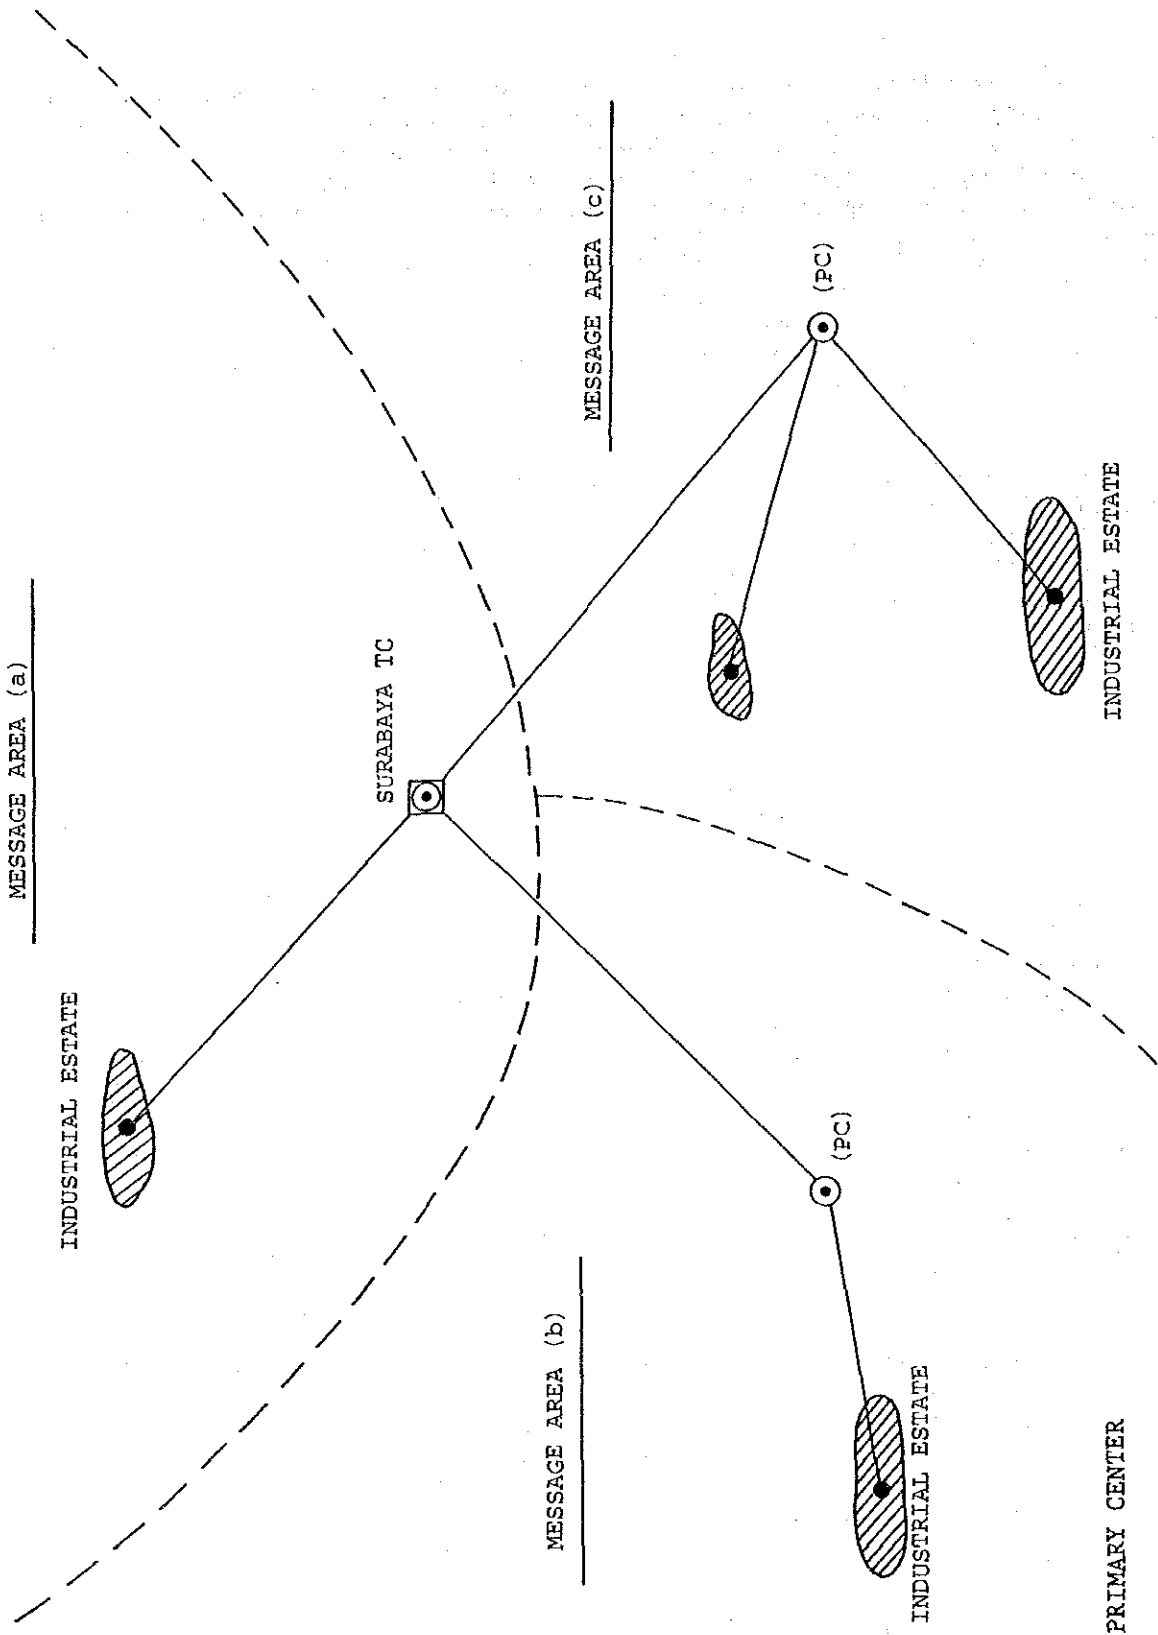 MESSAGE AREA (a)
INDUSTRIAL ESTATE
SURABAYA TC
MESSAGE AREA (b)
MESSAGE AREA (c)
(PC)
(PC)
INDUSTRIAL ESTATE
INDUSTRIAL ESTATE
PRIMARY CENTER